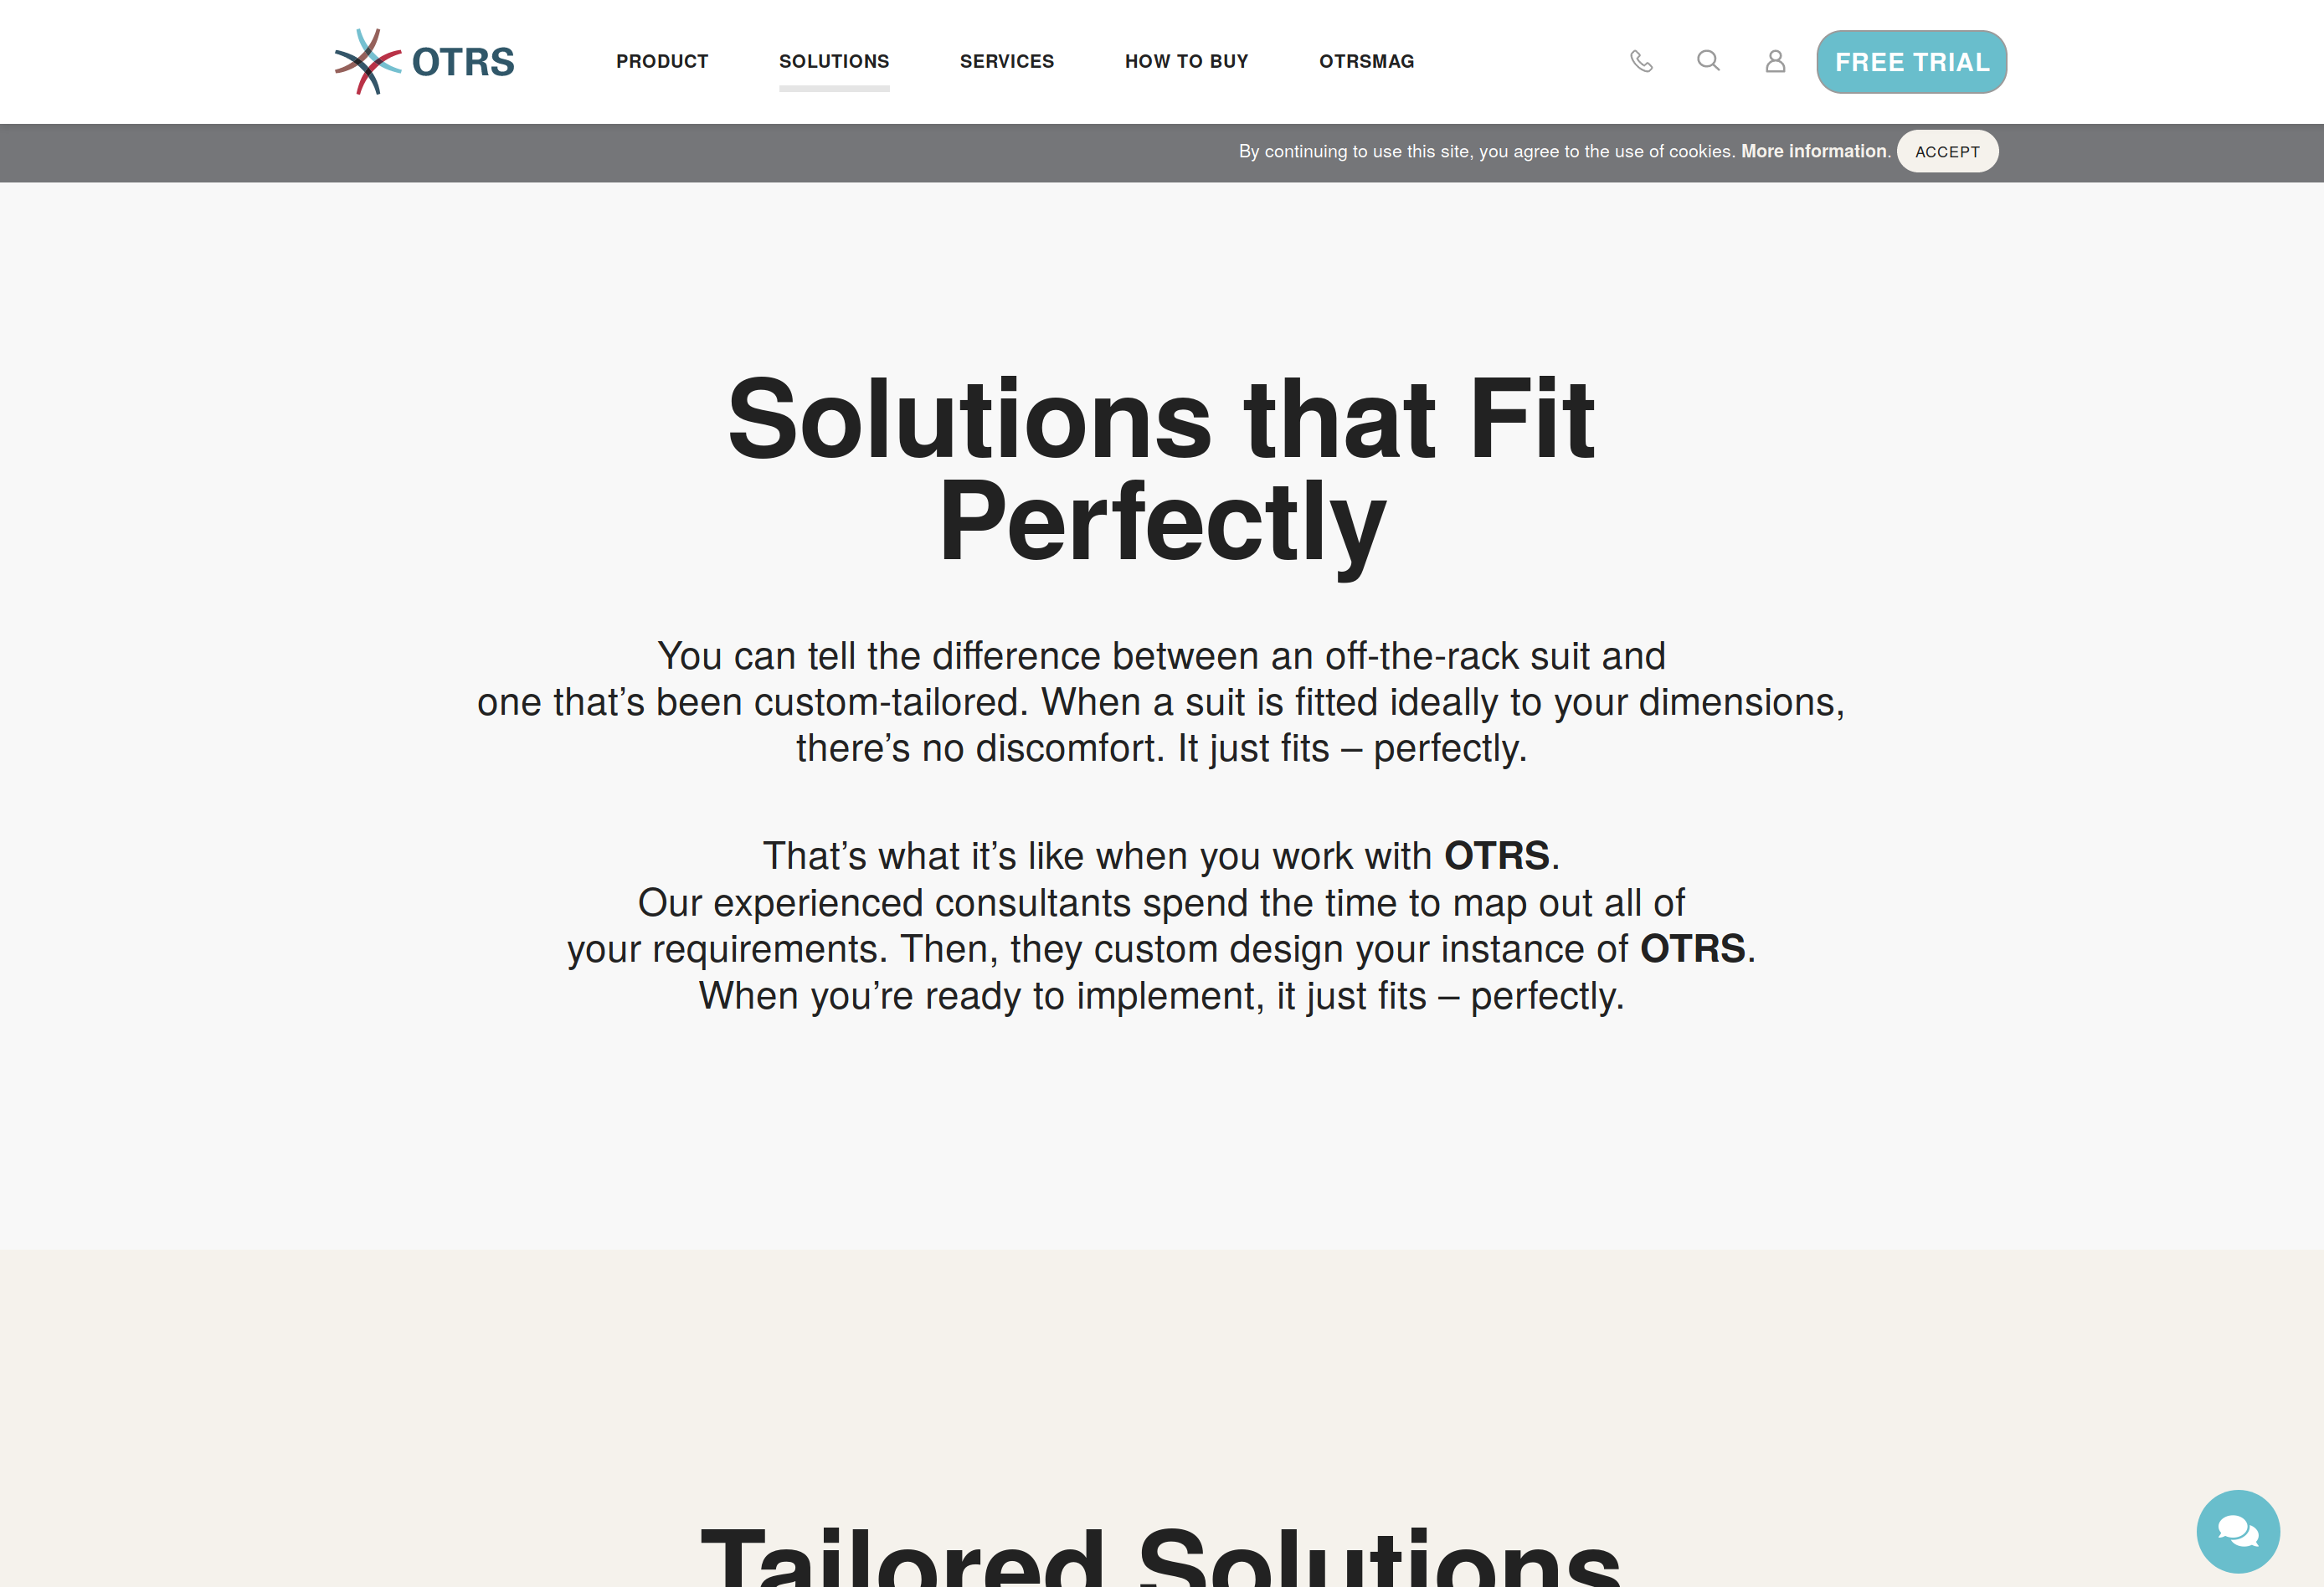 OTRS
PRODUCT
SOLUTIONS
SERVICES
HOW TO BUY
OTRSMAG
FREE TRIAL
By continuing to use this site, you agree to the use of cookies. More information.
ACCEPT
Solutions that Fit
Perfectly
You can tell the difference between an off-the-rack suit and
one that’s been custom-tailored. When a suit is fitted ideally to your dimensions,
there’s no discomfort. It just fits – perfectly.
That’s what it’s like when you work with OTRS.
Our experienced consultants spend the time to map out all of
your requirements. Then, they custom design your instance of OTRS.
When you’re ready to implement, it just fits – perfectly.
Tailored Solutions